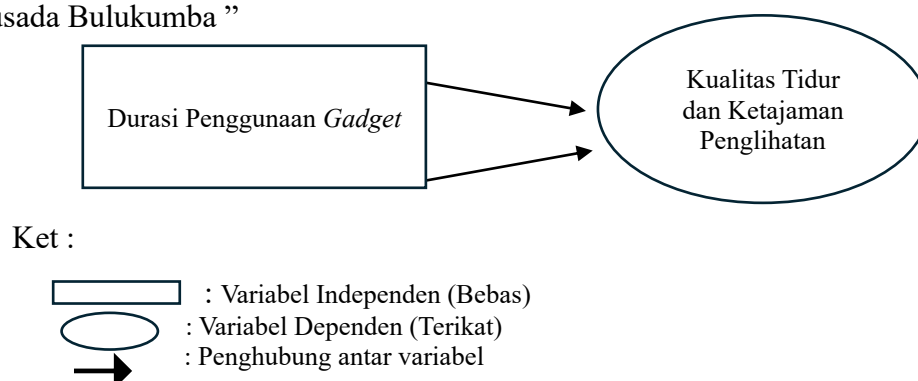 Bulukumba ”
Durasi Penggunaan Gadget
Kualitas Tidur
dan Ketajaman
Penglihatan
Ket :
: Variabel Independen (Bebas)
: Variabel Dependen (Terikat)
: Penghubung antar variabel